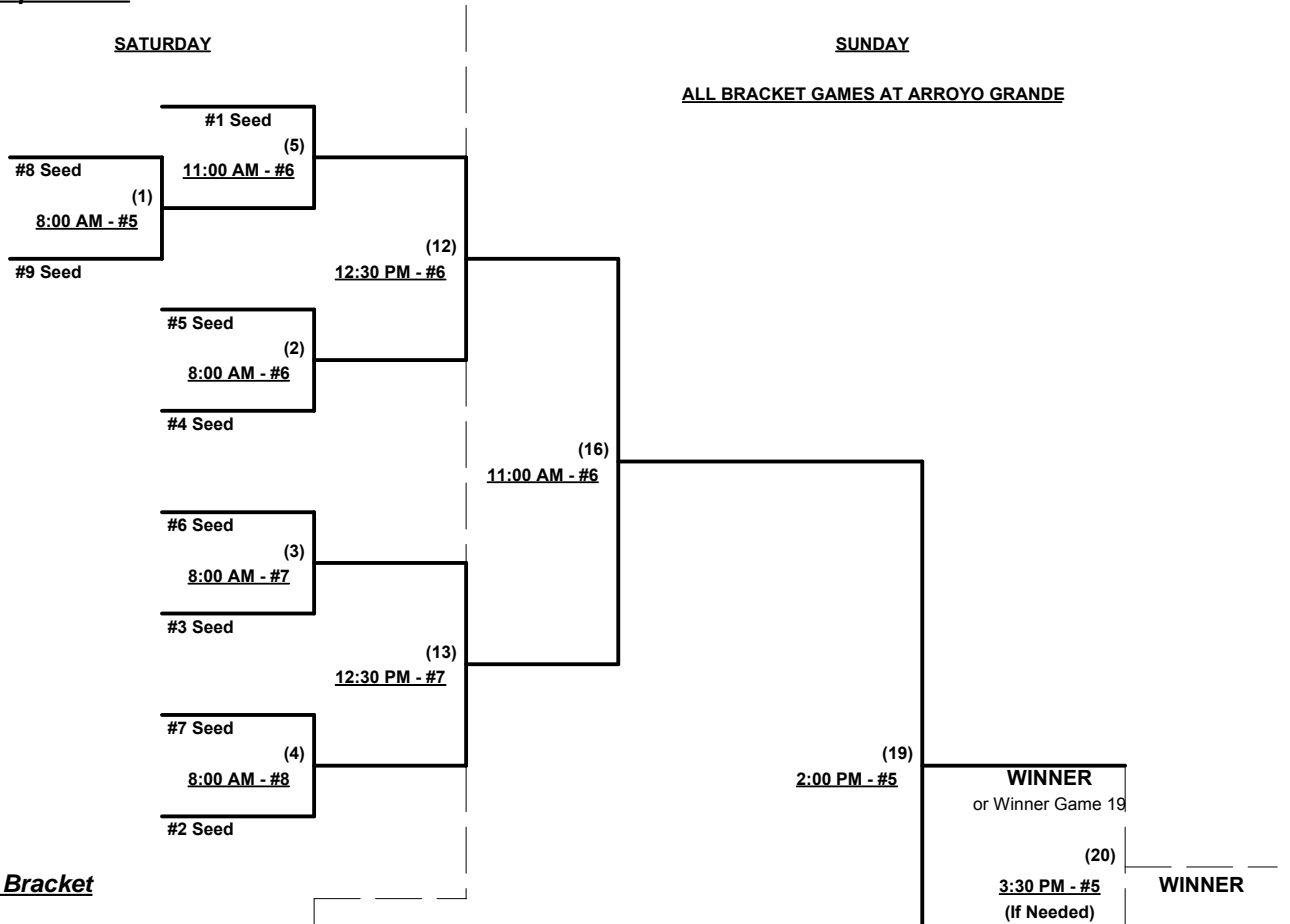 SATURDAY
SUNDAY
ALL BRACKET GAMES AT ARROYO GRANDE
#1 Seed
(5)
11:00 AM - #6
#8 Seed
(1)
8:00 AM - #5
#9 Seed
(12)
12:30 PM - #6
#5 Seed
(2)
8:00 AM - #6
#4 Seed
(16)
11:00 AM - #6
#6 Seed
(3)
8:00 AM - #7
#3 Seed
(13)
12:30 PM - #7
#7 Seed
(4)
8:00 AM - #8
#2 Seed
(19)
2:00 PM - #5
WINNER
or Winner Game 19
(20)
3:30 PM - #5
(If Needed)
WINNER
Bracket